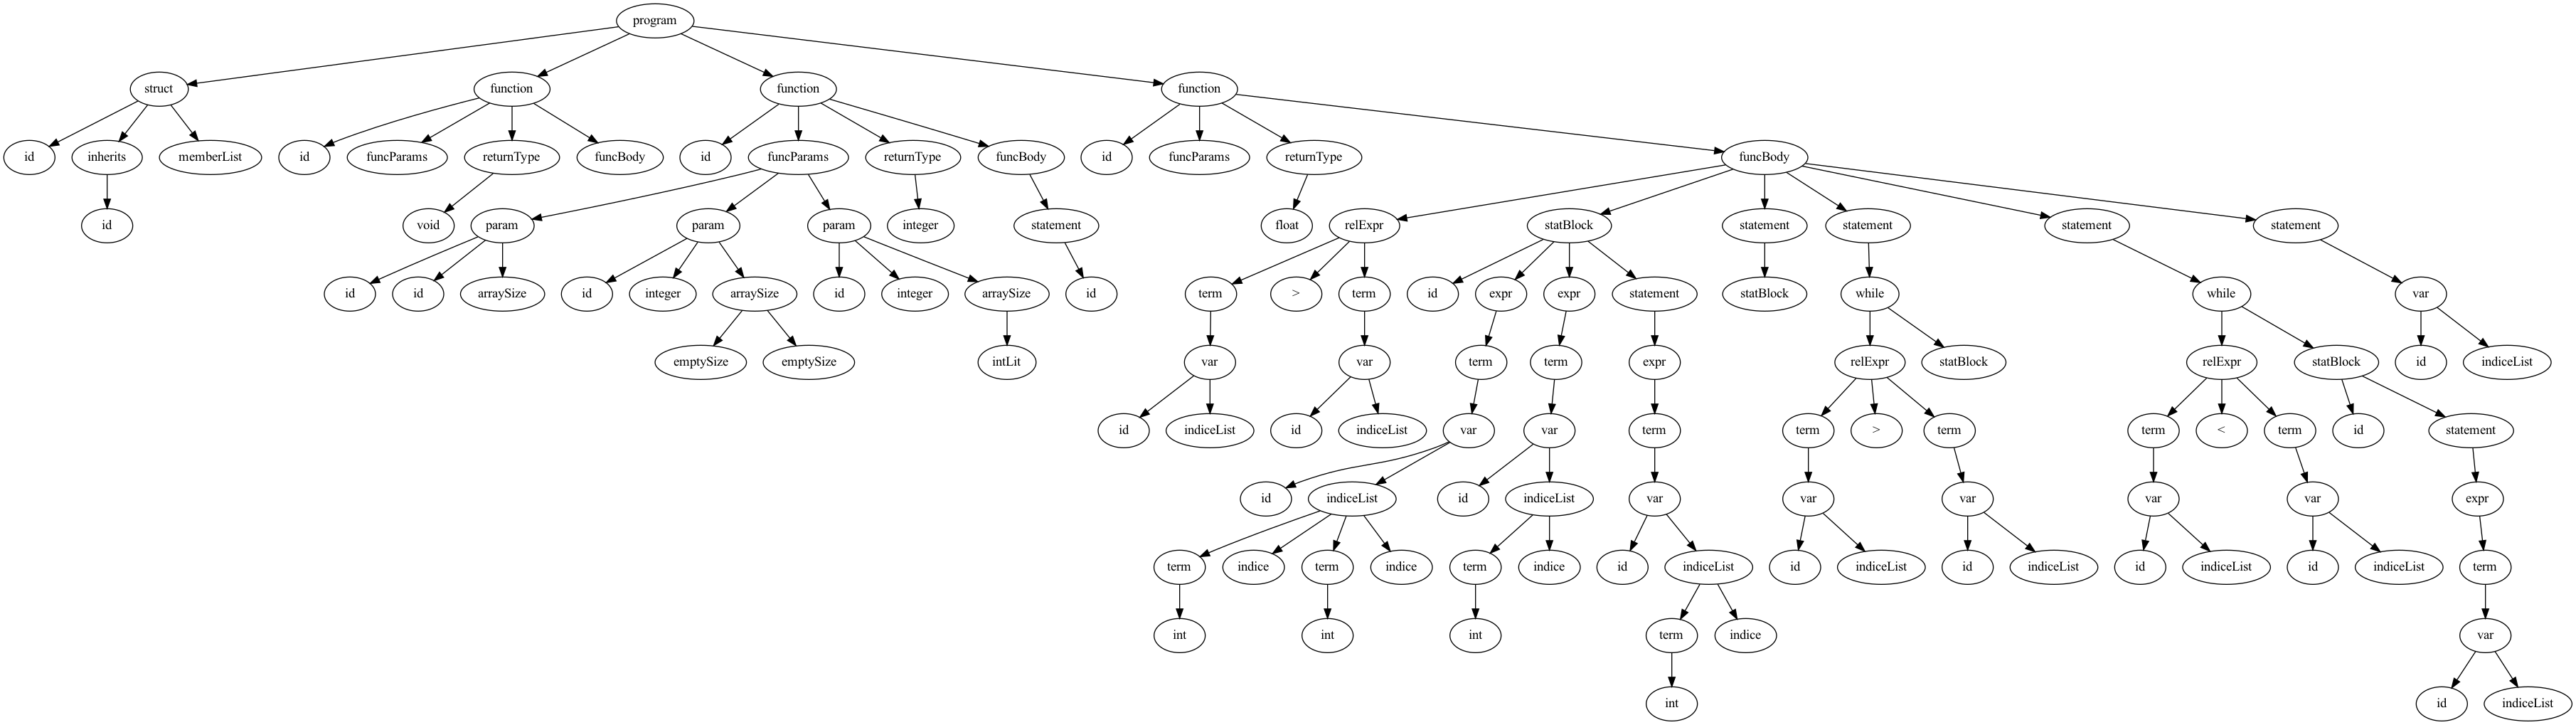 program
struct function function function
id inherits memberList id funcParams returnType funcBody id funcParams returnType funcBody id funcParams returnType funcBody
id void param param param integer statement float relExpr statBlock statement statement statement statement
id id arraySize id integer arraySize id integer arraySize id term > term id expr expr statement statBlock while while var
emptySize emptySize intLit var var term term expr relExpr statBlock relExpr statBlock id indiceList
id indiceList id indiceList var var term term > term term < term id statement
id indiceList id indiceList var var var var var expr
term indice term indice term indice id indiceList id indiceList id indiceList id indiceList id indiceList term
int int int term indice var
int id indiceList